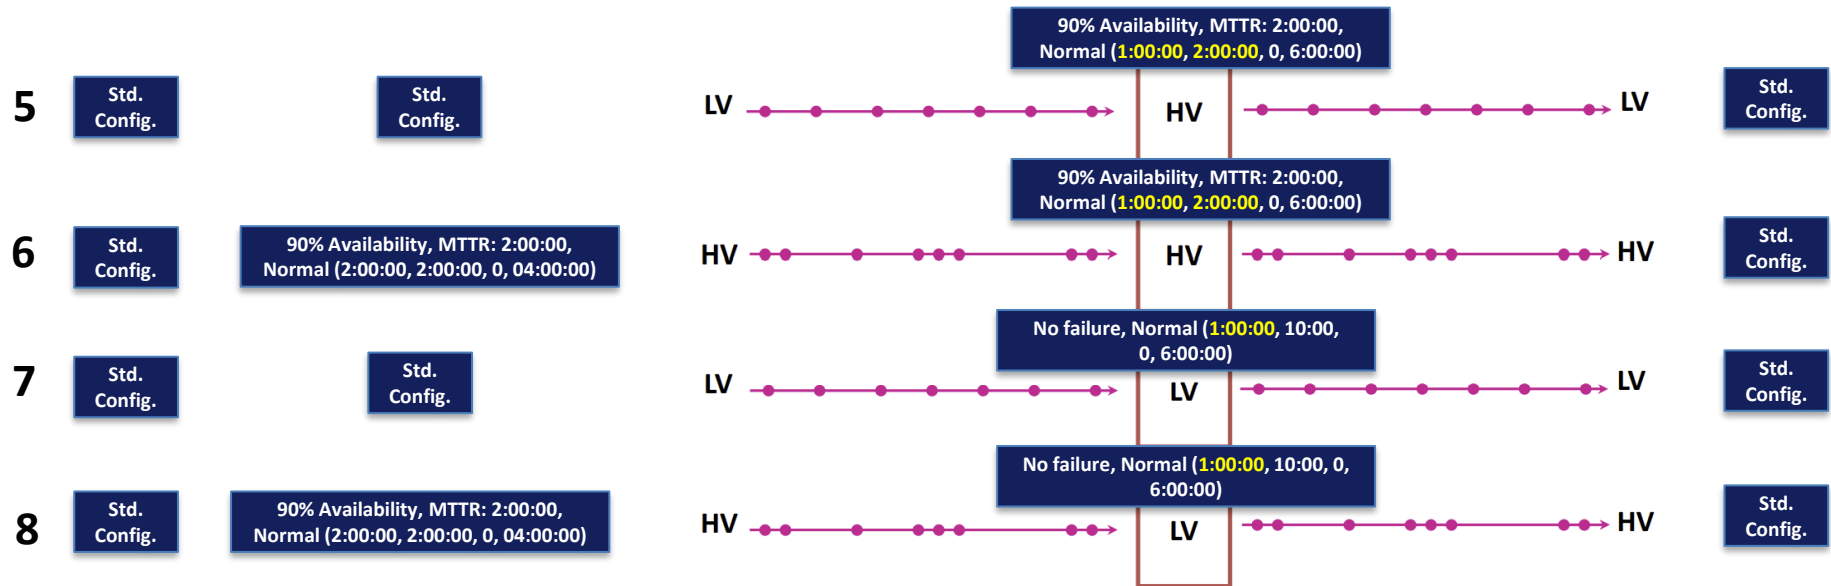 90% Availability, MTTR: 2:00:00,
Normal (1:00:00, 2:00:00, 0, 6:00:00)
5
Std.
Config.
Std.
Config.
LV
HV
LV
Std.
Config.
90% Availability, MTTR: 2:00:00,
Normal (1:00:00, 2:00:00, 0, 6:00:00)
6
Std.
Config.
90% Availability, MTTR: 2:00:00,
Normal (2:00:00, 2:00:00, 0, 04:00:00)
HV
HV
HV
Std.
Config.
No failure, Normal (1:00:00, 10:00,
0, 6:00:00)
7
Std.
Config.
Std.
Config.
LV
LV
LV
Std.
Config.
No failure, Normal (1:00:00, 10:00, 0,
6:00:00)
8
Std.
Config.
90% Availability, MTTR: 2:00:00,
Normal (2:00:00, 2:00:00, 0, 04:00:00)
HV
LV
HV
Std.
Config.